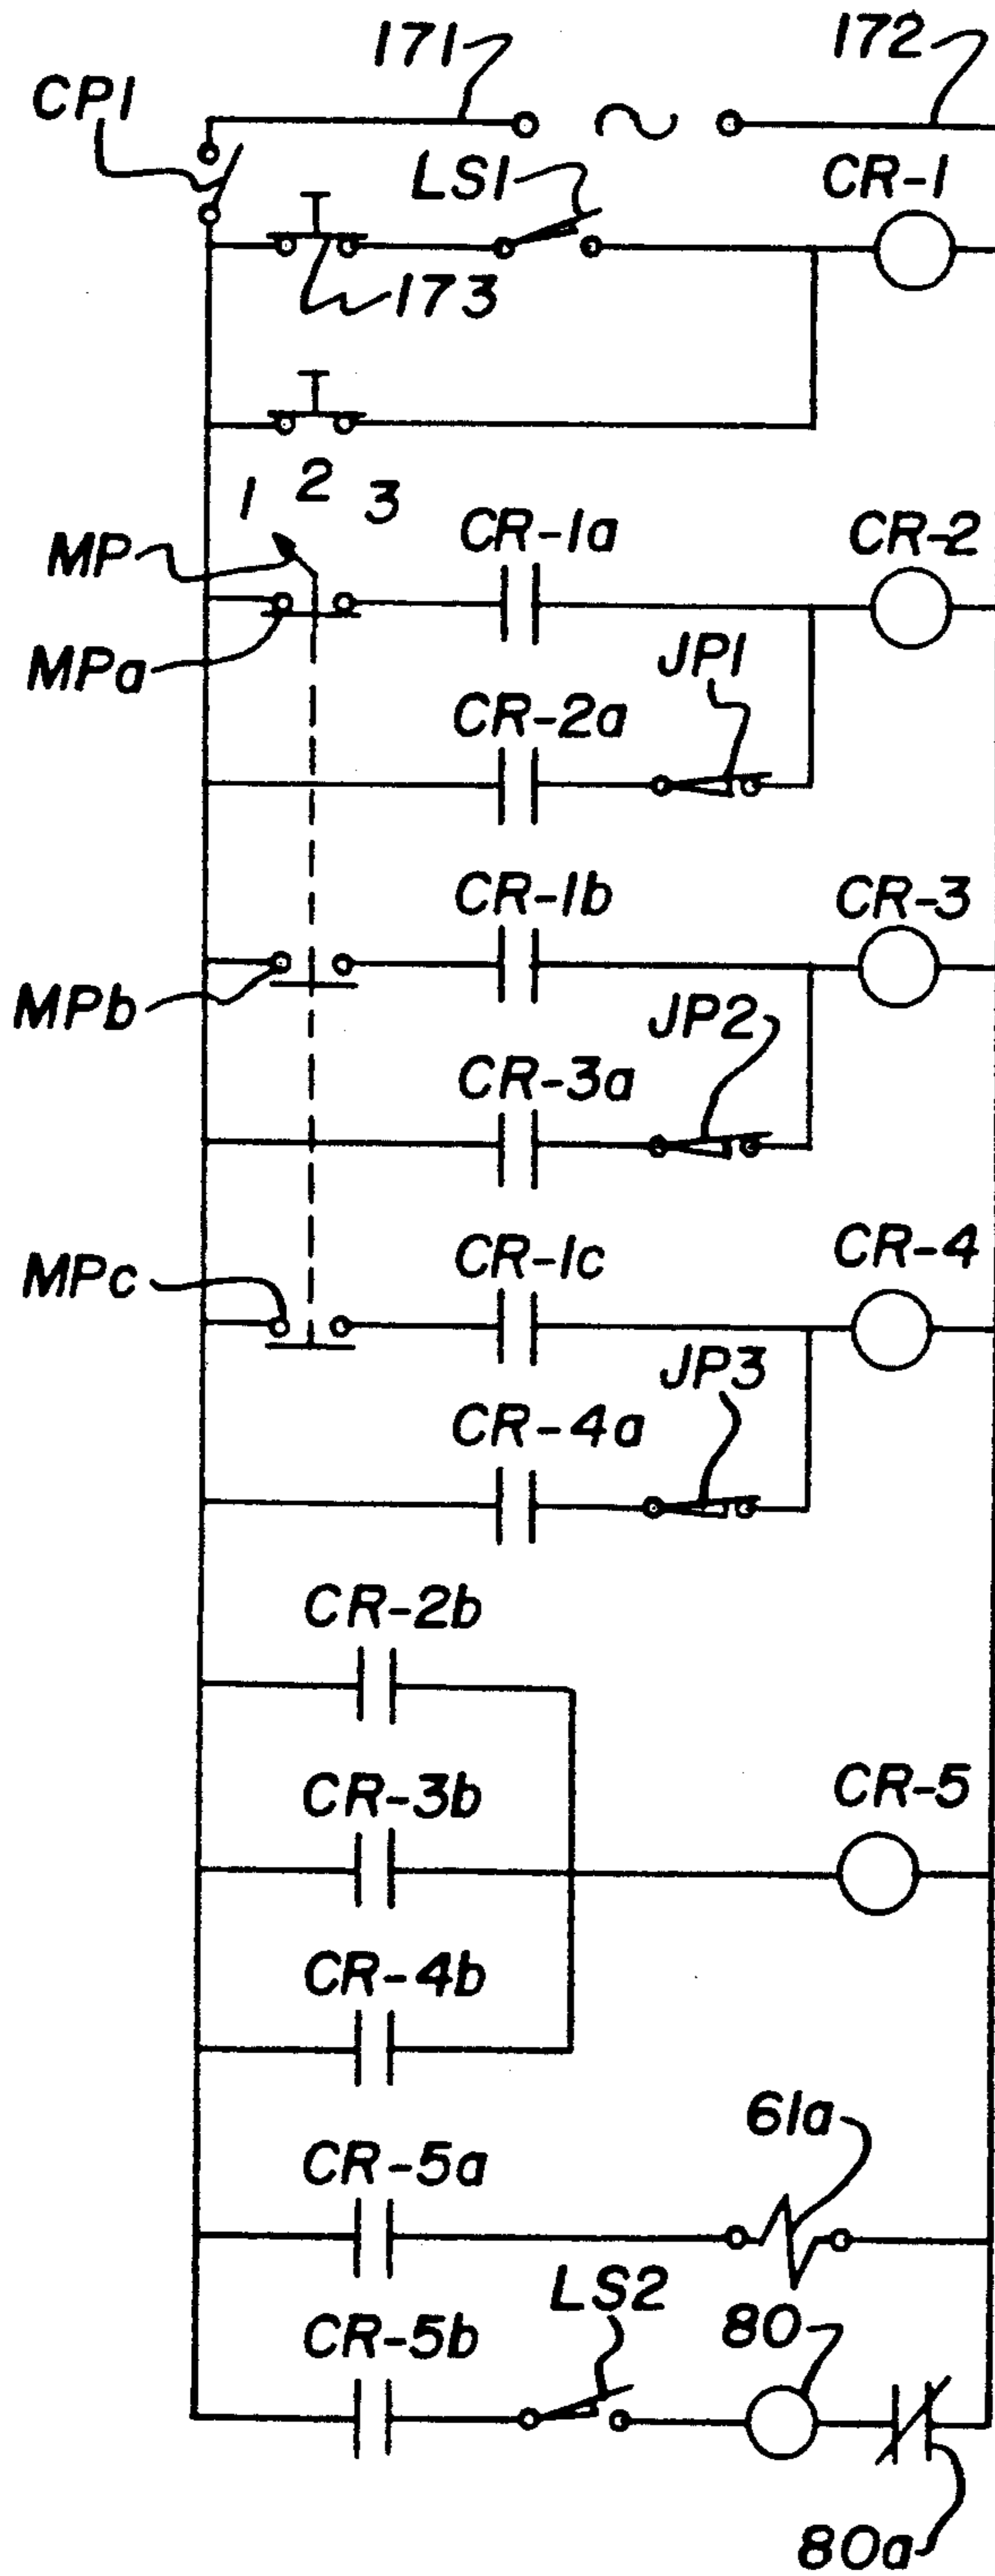 171
172
CP1
LS1
CR-1
173
1 2 3
MP
CR-1a
CR-2
MPa
JP1
CR-2a
CR-1b
CR-3
MPb
JP2
CR-3a
MPc
CR-1c
CR-4
JP3
CR-4a
CR-2b
CR-3b
CR-5
CR-4b
61a
CR-5a
LS2
80
CR-5b
80a